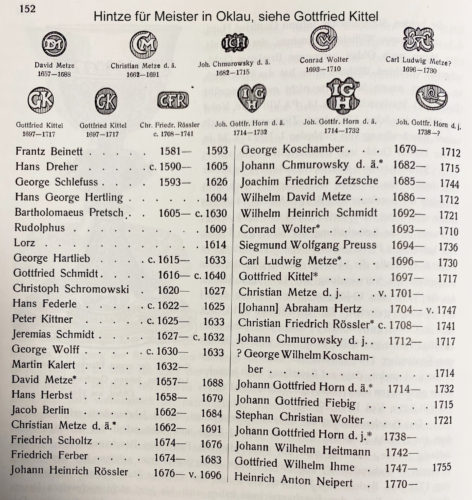 152
Hintze für Meister in Oklau, siehe Gottfried Kittel
DM
CM
ICH
CW
David Metze
1657—1688
Christian Metze d. ä.
1662—1691
Joh. Chmurowsky d. ä.
1682—1715
Conrad Wolter
1693—1710
Carl Ludwig Metze?
1696—1730
GK
GK
CFR
IGH
IGH
Gottfried Kittel
1697—1717
Gottfried Kittel
1697—1717
Chr. Friedr. Rössler
c. 1708—1741
Joh. Gottfr. Horn d. ä.
1714—1732
Joh. Gottfr. Horn d. ä.
1714—1732
Joh. Gottfr. Horn d. j.
1738—?
Frantz Beinett . . . . . 1581— 1593
Hans Dreher . . . . c. 1590— 1605
George Schlefuss . . . . 1593— 1626
Hans George Hertling . . . . 1604
Bartholomaeus Pretsch . 1605— c. 1630
Rudolphus . . . . . . . 1609
Lorz . . . . . . . . 1614
George Hartlieb . . . c. 1615— 1633
Gottfried Schmidt . . . 1616— c. 1640
Christoph Schromowski . 1620— 1627
Hans Federle . . . . c. 1622— 1625
Peter Kittner . . . . c. 1625— 1633
Jeremias Schmidt . . . . 1627— c. 1632
George Wolff . . . . c. 1630— 1633
Martin Kalert . . . . . 1632—
David Metze* . . . . . 1657— 1688
Hans Herbst . . . . . 1658— 1679
Jacob Berlin . . . . . 1662— 1684
Christian Metze d. ä.* . . 1662— 1691
Friedrich Scholtz . . . . 1674— 1676
Friedrich Ferber . . . . 1674— 1683
Johann Heinrich Rössler . 1676— v. 1696
George Koschamber . . . 1679— 1712
Johann Chmurowsky d. ä.* 1682— 1715
Joachim Friedrich Zetzsche 1685— 1744
Wilhelm David Metze . . 1686— 1712
Wilhelm Heinrich Schmidt 1692— 1721
Conrad Wolter* . . . . 1693— 1710
Siegmund Wolfgang Preuss 1694— 1736
Carl Ludwig Metze* . . . 1696— 1730
Gottfried Kittel* . . . . 1697— 1717
Christian Metze d. j. . . v. 1701—
[Johann] Abraham Hertz . 1704— v. 1747
Christian Friedrich Rössler* c. 1708— 1741
Johann Chmurowsky d. j. . 1712— 1717
? George Wilhelm Koscham-
ber . . . . . . . . 1714
Johann Gottfried Horn d. ä.* 1714— 1732
Johann Gottfried Fiebig . . . . 1715
Stephan Christian Wolter . . . . 1721
Johann Gottfried Horn d. j.* 1738—
Johann Wilhelm Heitmann 1742—
Gottfried Wilhelm Ihme . 1747— 1755
Heinrich Anton Neipert . 1770—